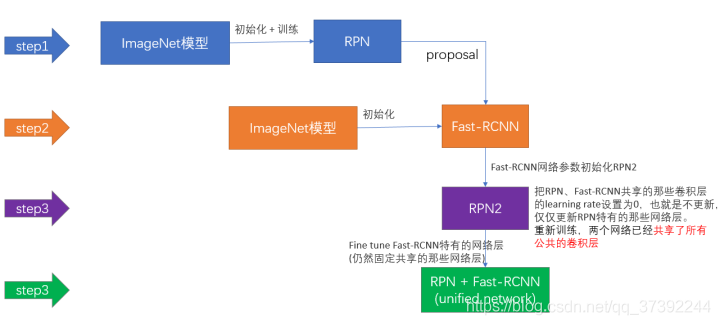 step1
ImageNet模型
初始化 + 训练
RPN
proposal
step2
ImageNet模型
初始化
Fast-RCNN
Fast-RCNN网络参数初始化RPN2
step3
RPN2
把RPN、Fast-RCNN共享的那些卷积层
的learning rate设置为0，也就是不更新，
仅仅更新RPN特有的那些网络层。
重新训练，两个网络已经共享了所有
公共的卷积层
Fine tune Fast-RCNN特有的网络层
(仍然固定共享的那些网络层)
step3
RPN + Fast-RCNN
(unified network)
https://blog.csdn.net/qq_37392244